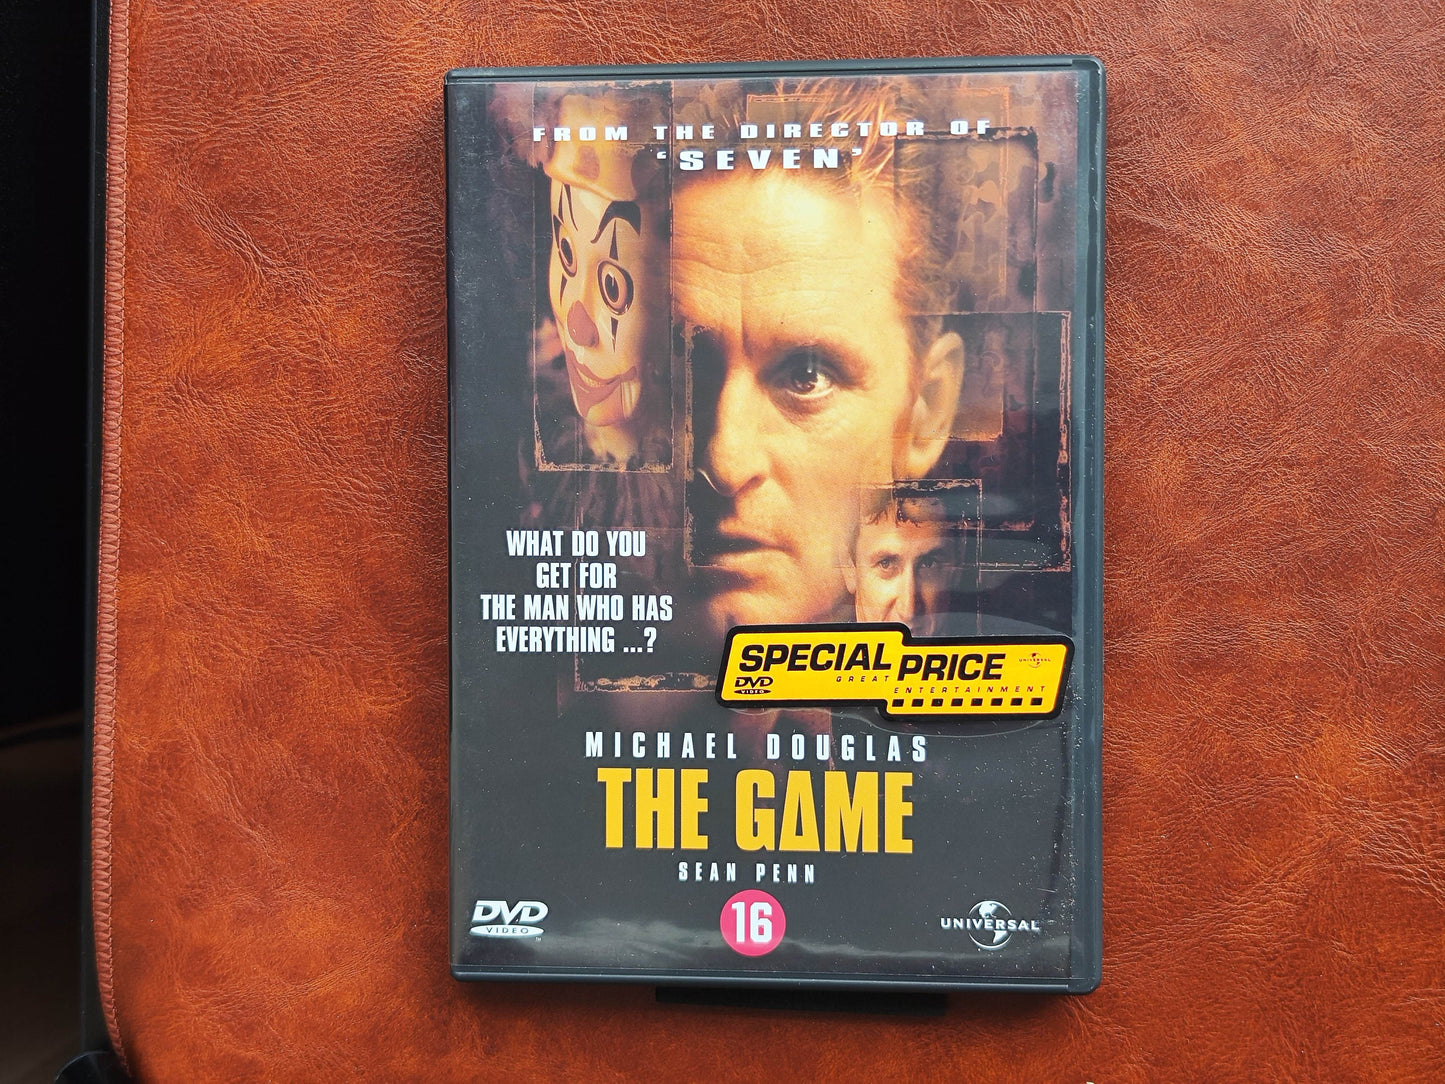 FROM THE DIRECTOR OF
'SEVEN'
WHAT DO YOU
GET FOR
THE MAN WHO HAS
EVERYTHING ...?
SPECIAL PRICE
UNIVERSAL
DVD
VIDEO
GREAT
ENTERTAINMENT
MICHAEL DOUGLAS
THE GAME
SEAN PENN
16
DVD
VIDEO
TM
UNIVERSAL